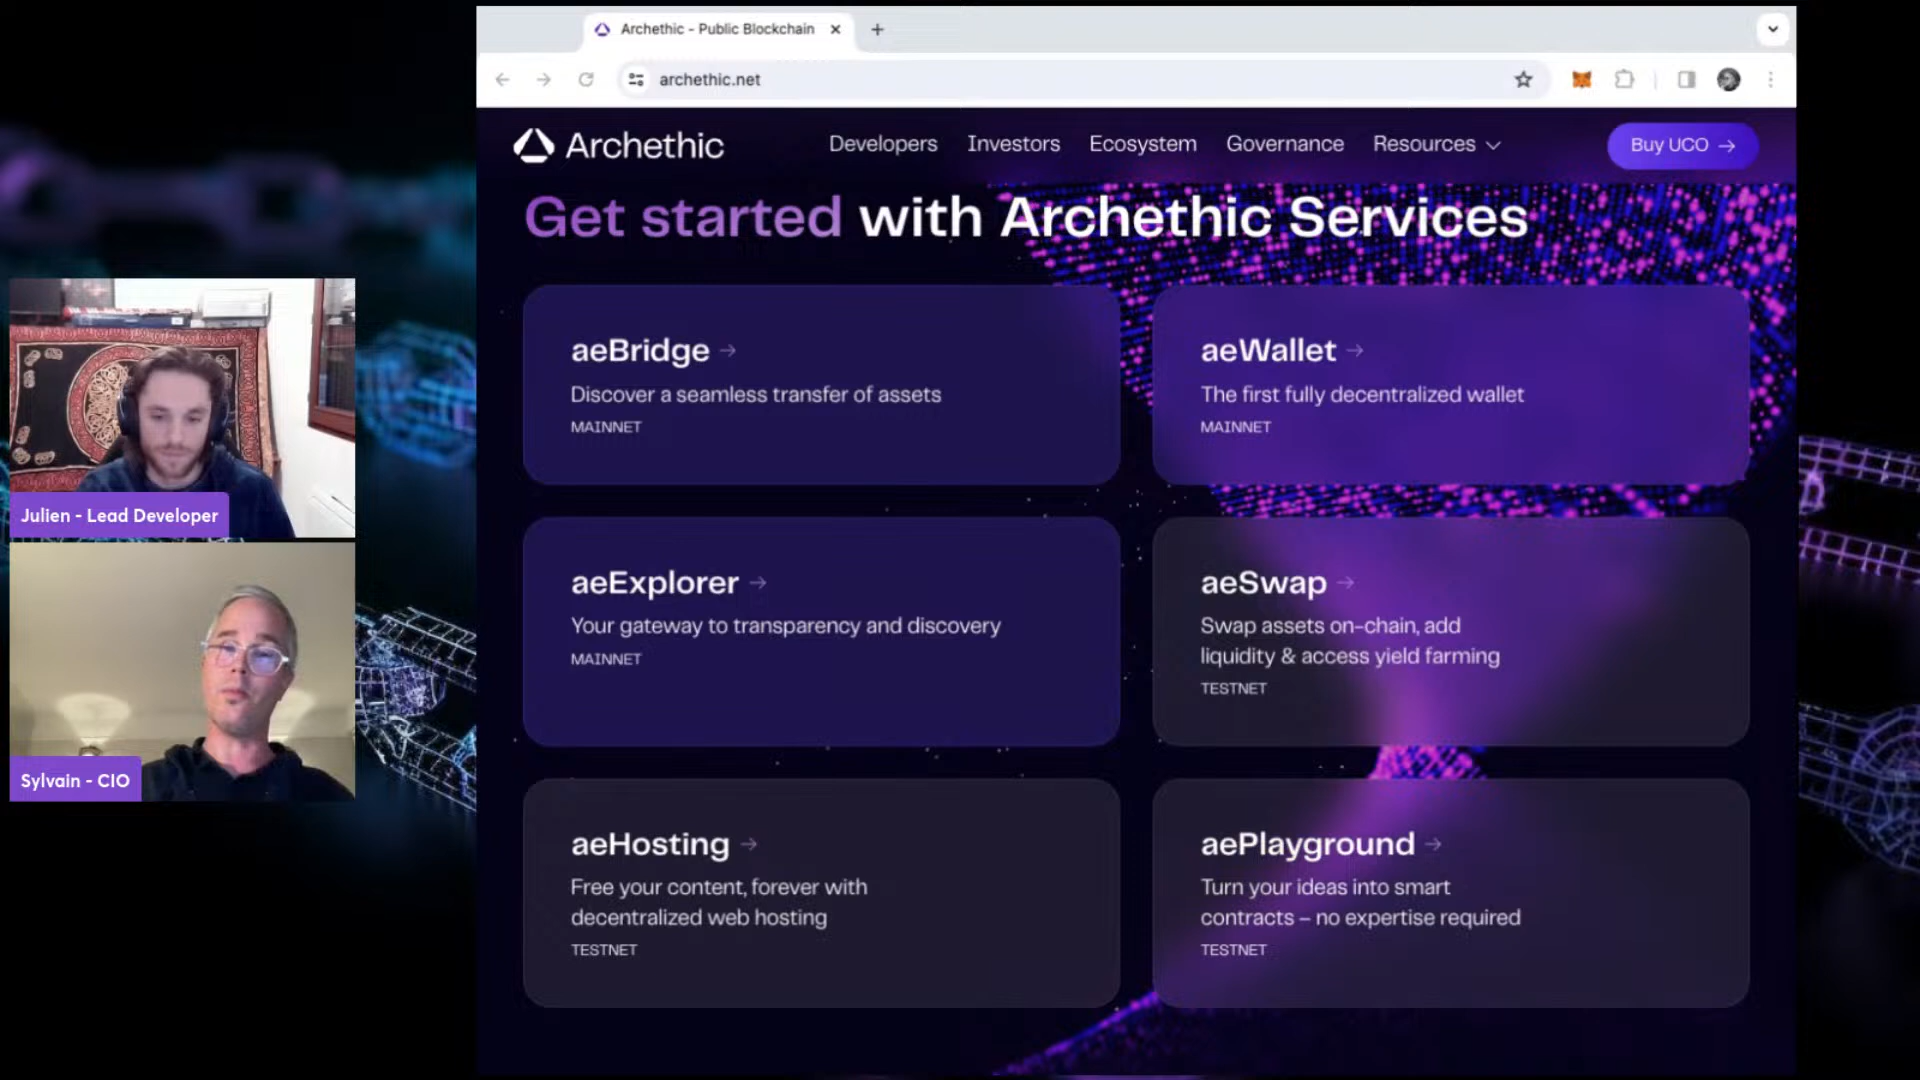 Archethic - Public Blockchain
archethic.net
Archethic
Developers Investors Ecosystem Governance Resources
Buy UCO →
Get started with Archethic Services
aeBridge →
Discover a seamless transfer of assets
MAINNET
aeWallet →
The first fully decentralized wallet
MAINNET
aeExplorer →
Your gateway to transparency and discovery
MAINNET
aeSwap →
Swap assets on-chain, add
liquidity & access yield farming
TESTNET
aeHosting →
Free your content, forever with
decentralized web hosting
TESTNET
aePlayground →
Turn your ideas into smart
contracts – no expertise required
TESTNET
Julien - Lead Developer
Sylvain - CIO